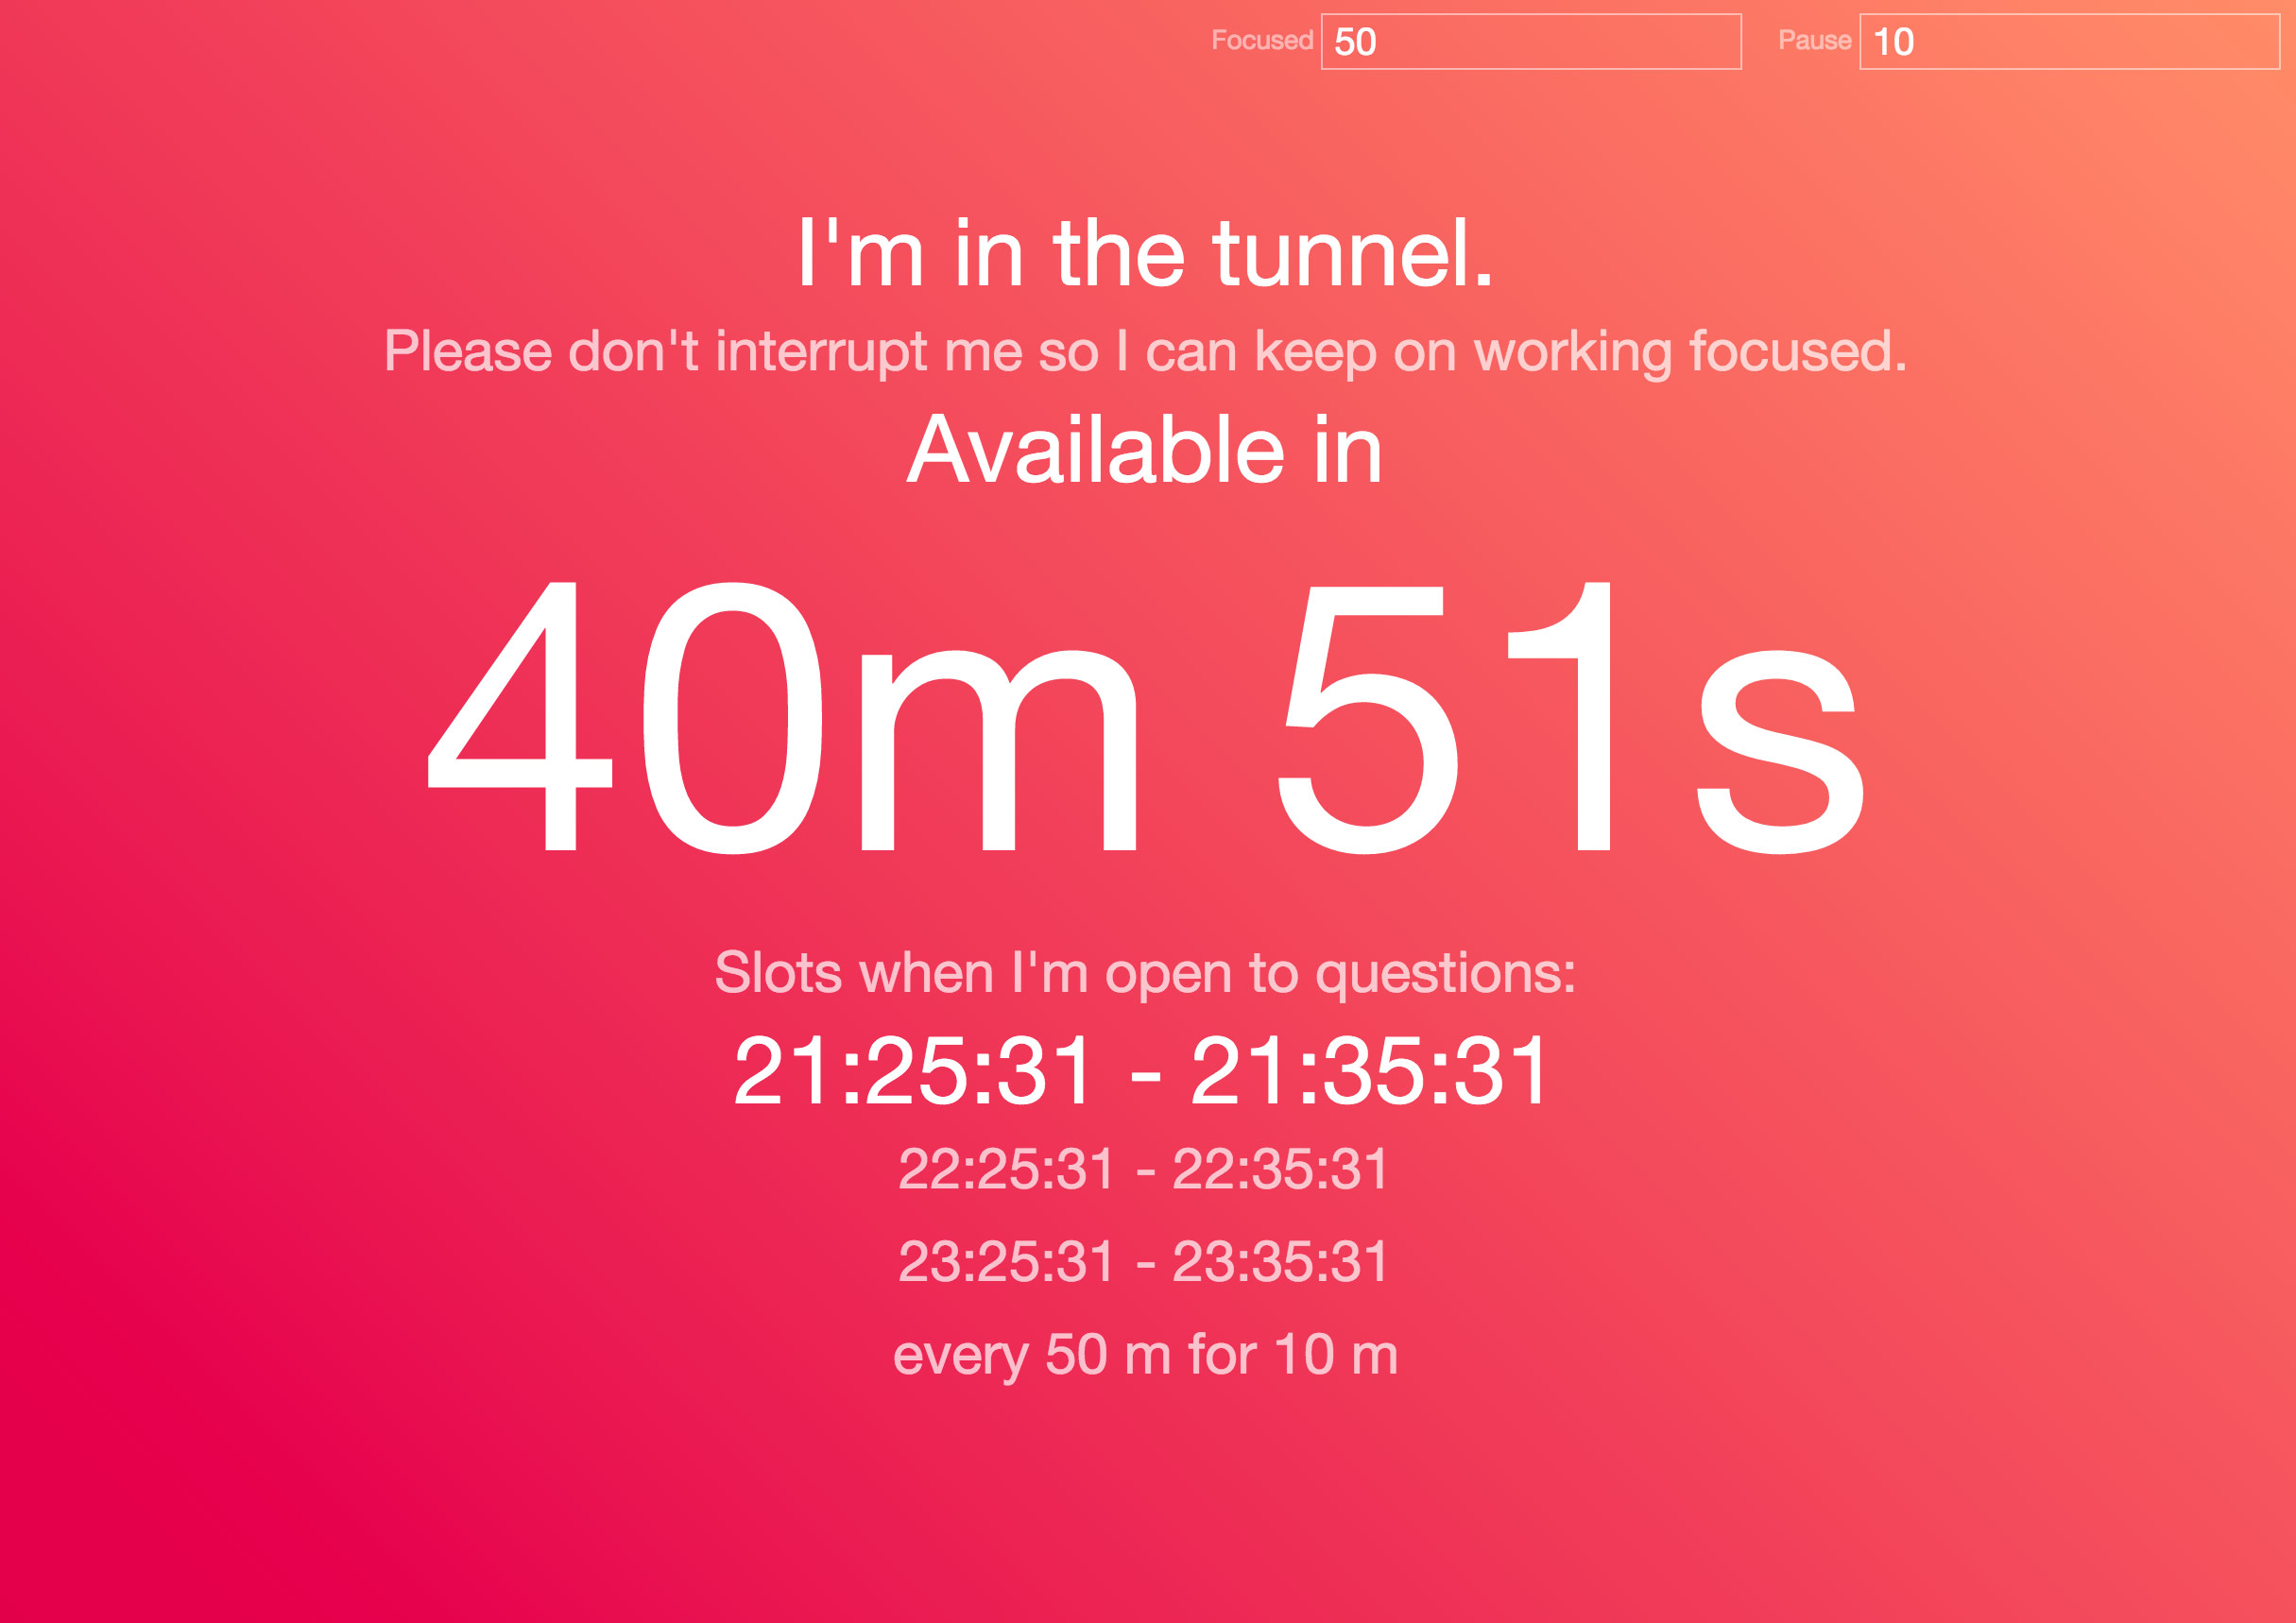 Focused 50 Pause 10
I'm in the tunnel.
Please don't interrupt me so I can keep on working focused.
Available in
40m 51s
Slots when I'm open to questions:
21:25:31 - 21:35:31
22:25:31 - 22:35:31
23:25:31 - 23:35:31
every 50 m for 10 m